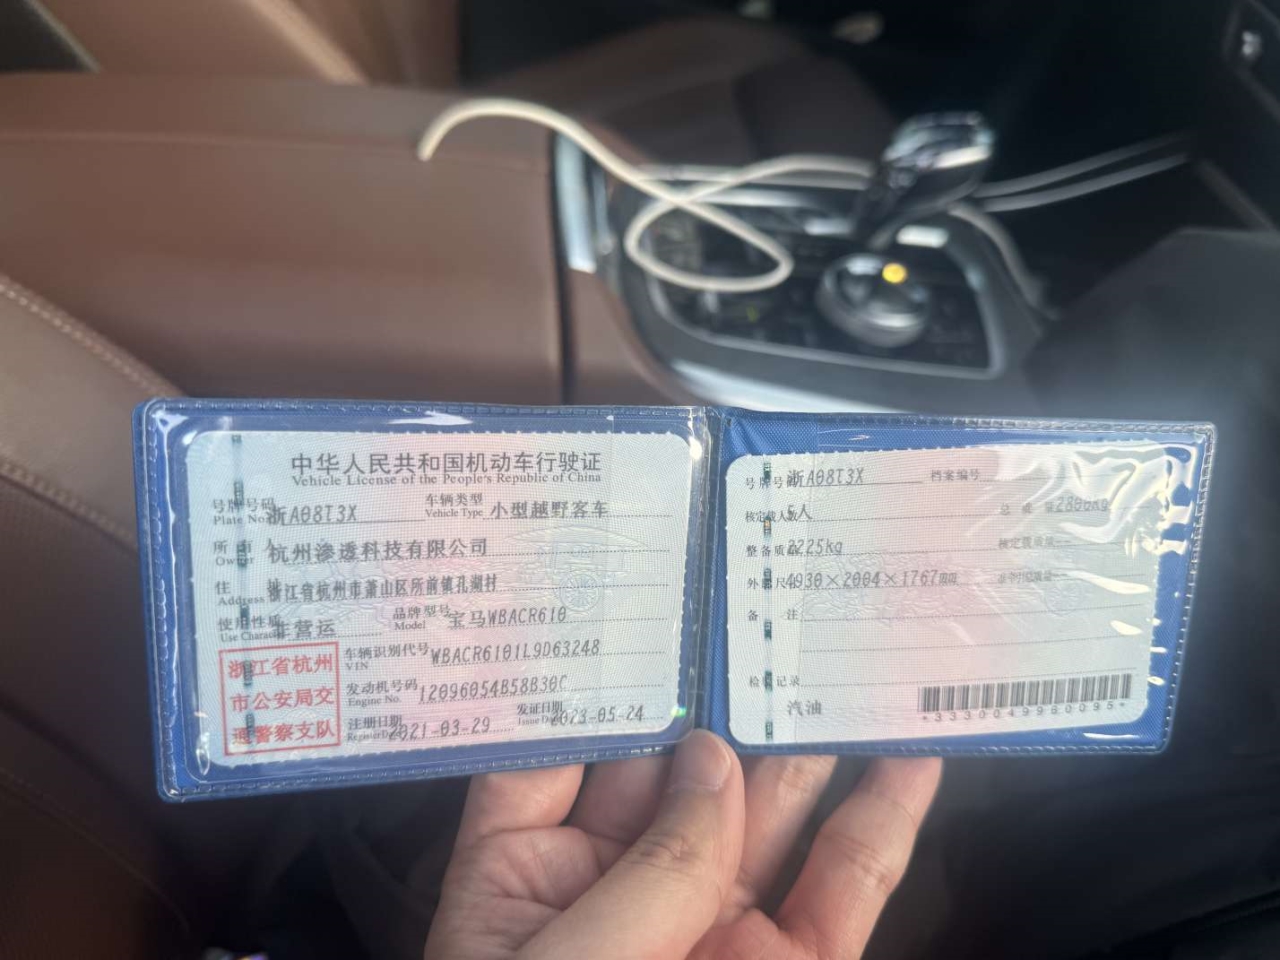 中华人民共和国机动车行驶证
Vehicle License of the People's Republic of China
号牌号码 浙A08T3X 车辆类型 小型越野客车
Plate No. Vehicle Type
所有人 杭州渗透科技有限公司
Owner
住址 浙江省杭州市萧山区所前镇孔湖村
Address
使用性质 非营运 品牌型号 宝马WBACR610
Use Character Model
浙江省杭州
市公安局交
通警察支队
车辆识别代号 WBACR6101L9D63248
VIN
发动机号码 12096054B58B30C
Engine No.
注册日期 2021-03-29 发证日期 2023-05-24
Register Date Issue Date
号牌号码 浙A08T3X 档案编号
核定载人数 5人 总质量 2800kg
整备质量 2225kg 核定载质量 --
外廓尺寸 4930×2004×1767mm 准牵引总质量 --
备注
检验记录
汽油
*3330049960095*